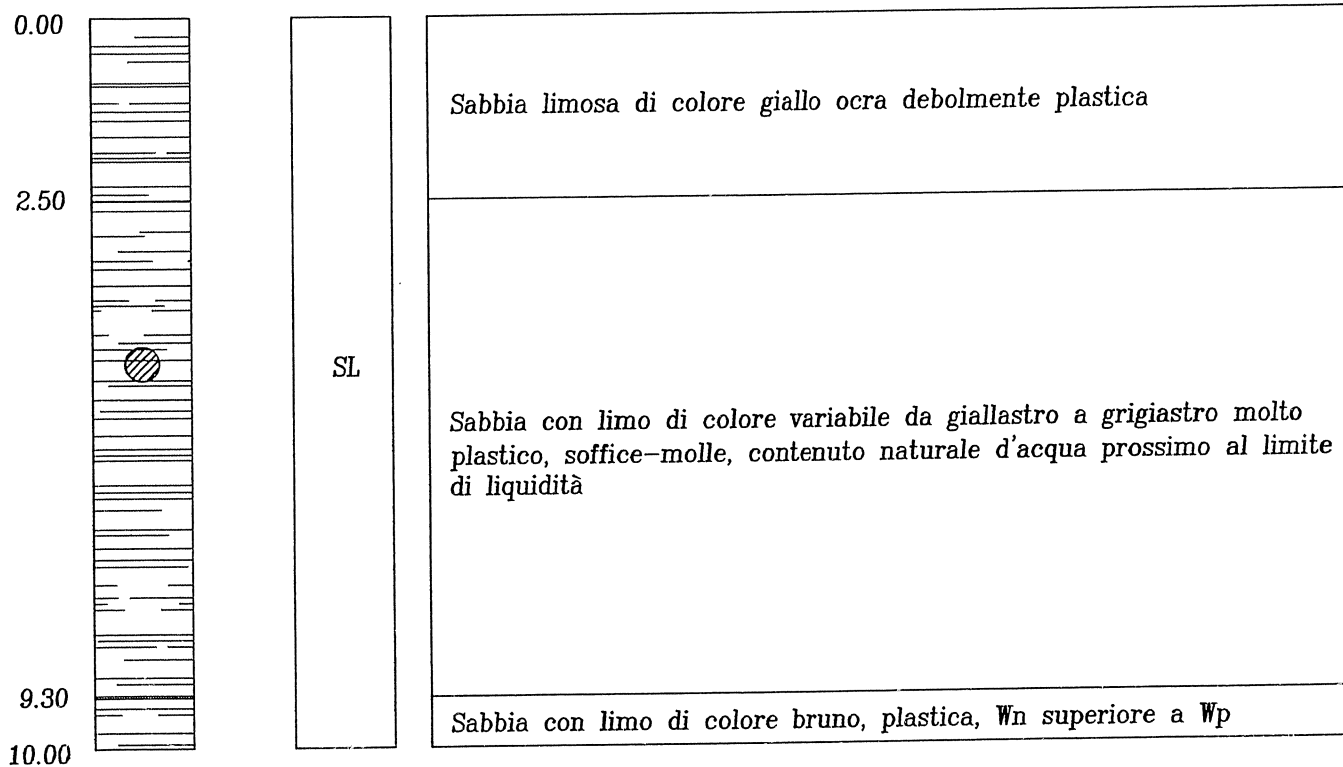 0.00
Sabbia limosa di colore giallo ocra debolmente plastica
2.50
SL
Sabbia con limo di colore variabile da giallastro a grigiastro molto
plastico, soffice-molle, contenuto naturale d'acqua prossimo al limite
di liquidità
9.30
Sabbia con limo di colore bruno, plastica, Wn superiore a Wp
10.00